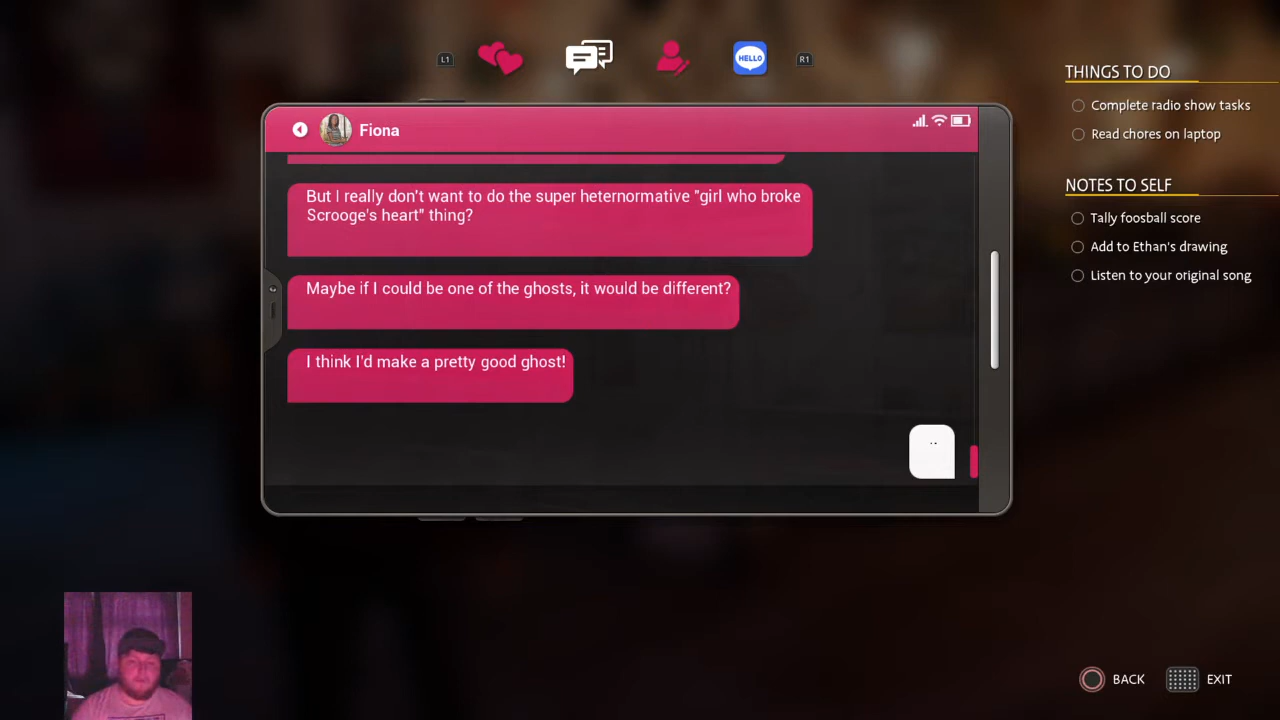 L1
HELLO
R1
THINGS TO DO
Complete radio show tasks
Read chores on laptop
NOTES TO SELF
Tally foosball score
Add to Ethan's drawing
Listen to your original song
Fiona
But I really don't want to do the super heternormative "girl who broke
Scrooge's heart" thing?
Maybe if I could be one of the ghosts, it would be different?
I think I'd make a pretty good ghost!
..
BACK
EXIT